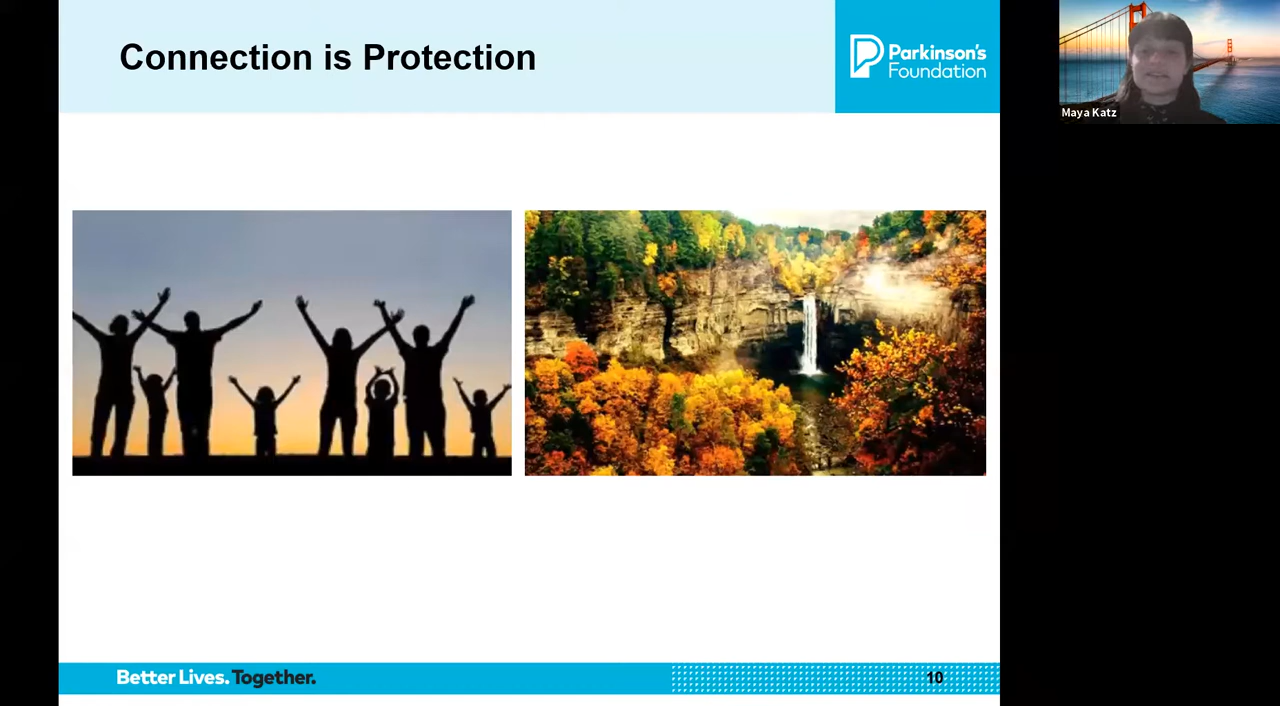 Connection is Protection
Parkinson's
Foundation
Maya Katz
Better Lives. Together.
10